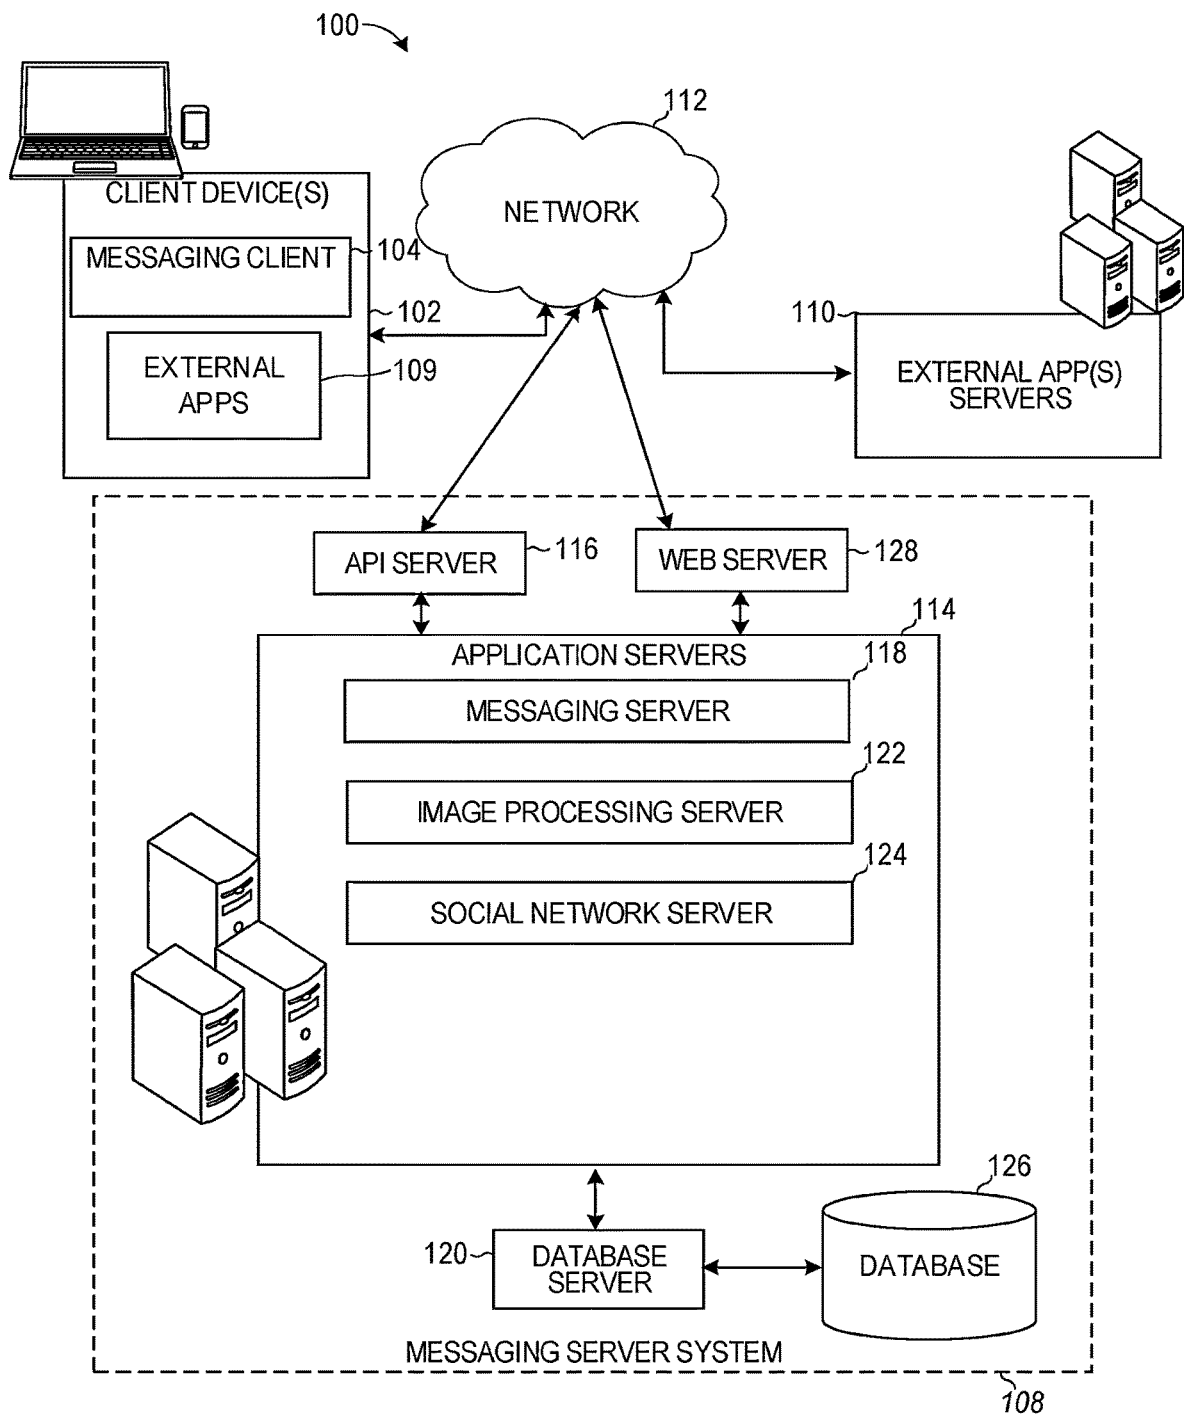 100
112
CLIENT DEVICE(S)
NETWORK
MESSAGING CLIENT
104
102
110
EXTERNAL
APPS
109
EXTERNAL APP(S)
SERVERS
API SERVER
116
WEB SERVER
128
114
APPLICATION SERVERS
118
MESSAGING SERVER
122
IMAGE PROCESSING SERVER
124
SOCIAL NETWORK SERVER
126
120
DATABASE
SERVER
DATABASE
MESSAGING SERVER SYSTEM
108